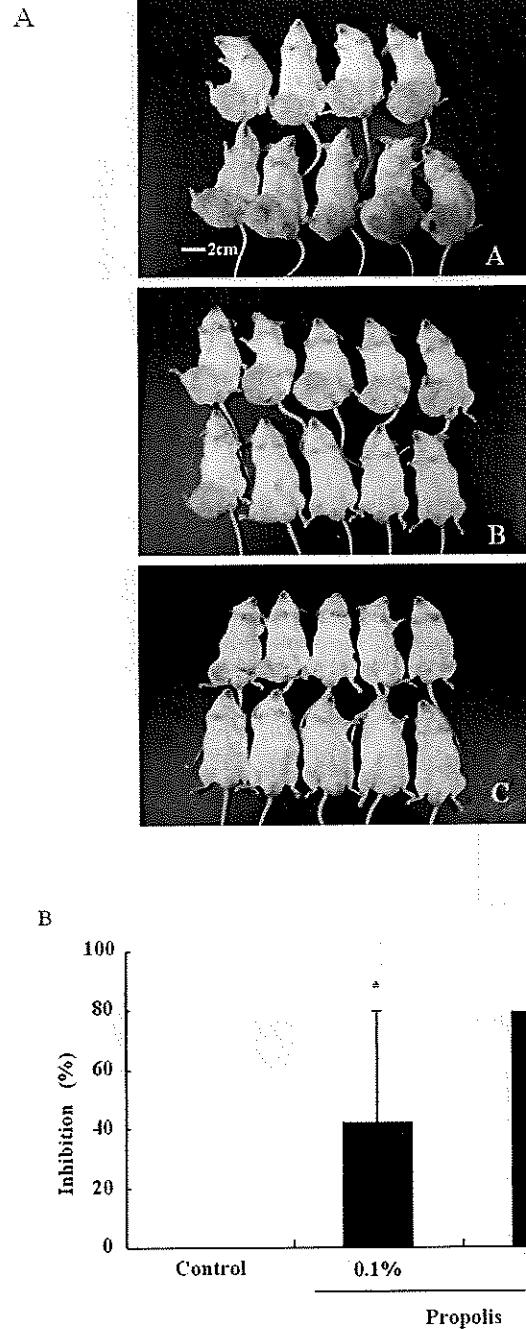 A
2cm
A
B
C
B
100
80
60
40
20
0
Inhibition (%)
*
Control 0.1%
Propolis